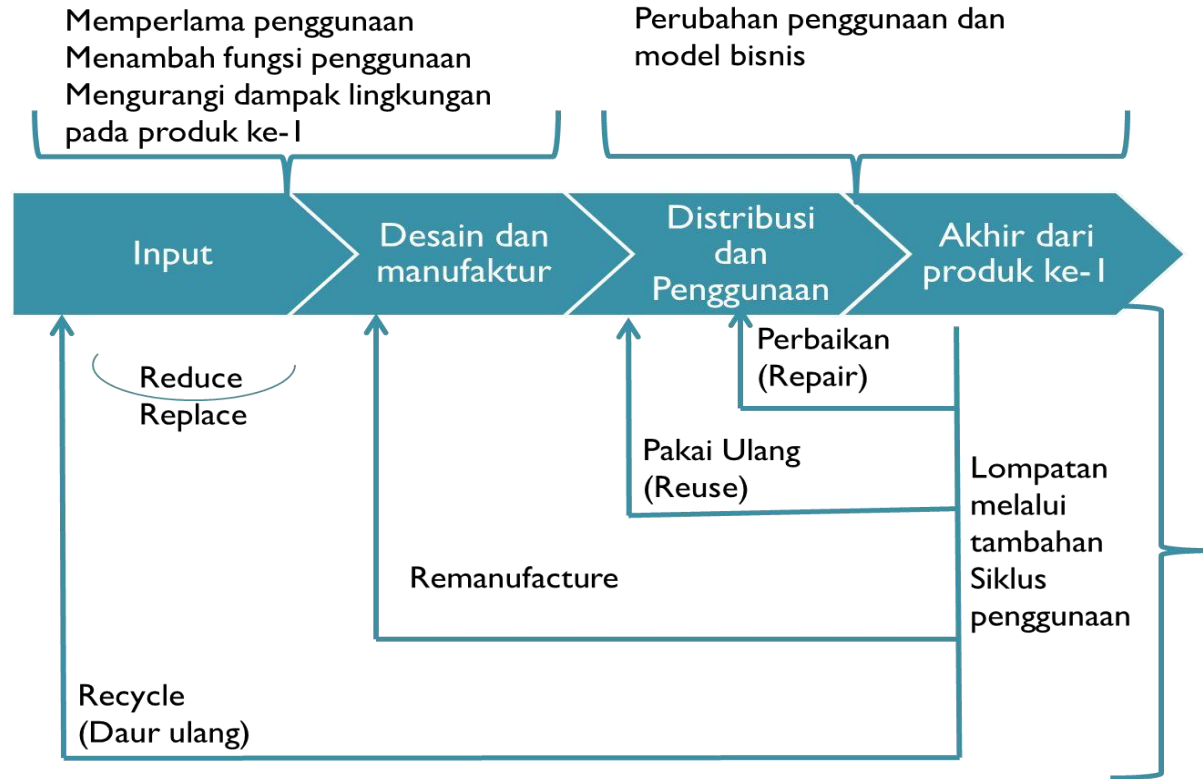 Memperlama penggunaan
Menambah fungsi penggunaan
Mengurangi dampak lingkungan
pada produk ke-1
Perubahan penggunaan dan
model bisnis
Input
Desain dan
manufaktur
Distribusi
dan
Penggunaan
Akhir dari
produk ke-1
Reduce
Replace
Perbaikan
(Repair)
Pakai Ulang
(Reuse)
Remanufacture
Recycle
(Daur ulang)
Lompatan
melalui
tambahan
Siklus
penggunaan